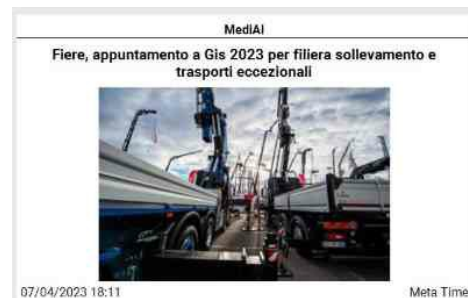 MedIAI
Fiere, appuntamento a Gis 2023 per filiera sollevamento e
trasporti eccezionali
07/04/2023 18:11
Meta Time